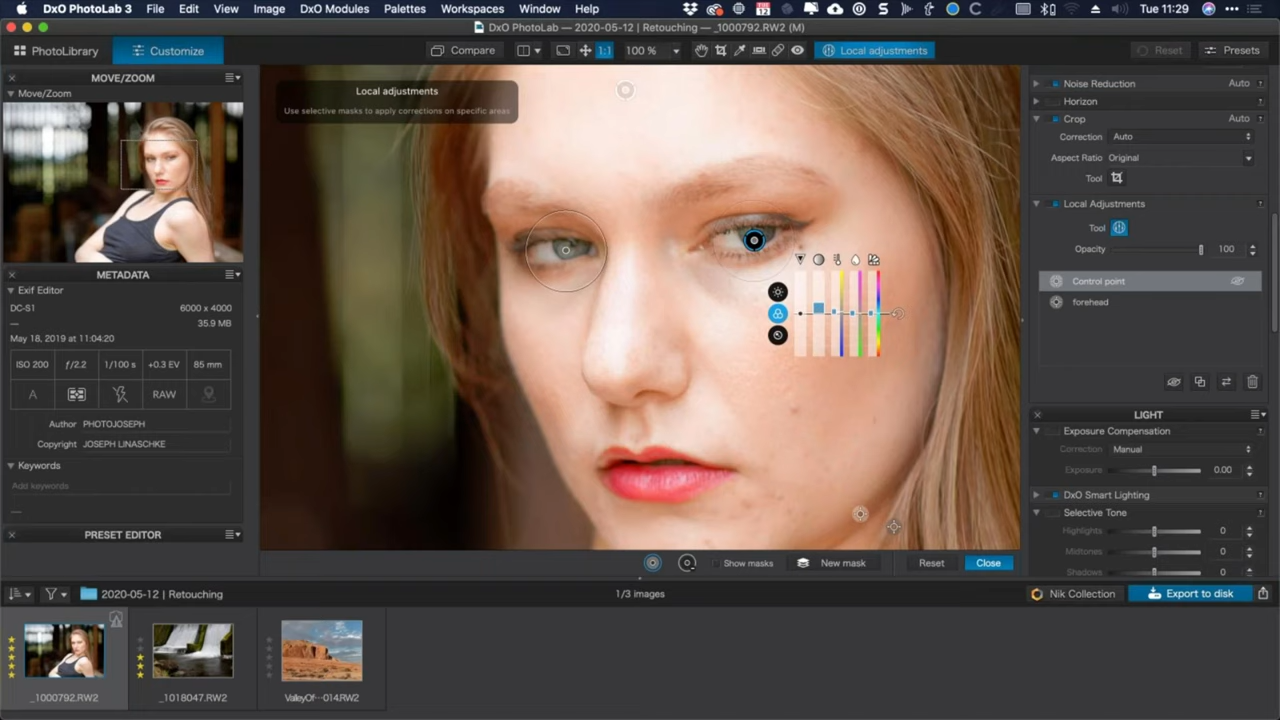 DxO PhotoLab 3 File Edit View Image DxO Modules Palettes Workspaces Window Help TUE 12 Tue 11:29
DxO PhotoLab — 2020-05-12 | Retouching — _1000792.RW2 (M)
PhotoLibrary Customize Compare 1:1 100 % Local adjustments Reset Presets
MOVE/ZOOM
Move/Zoom
METADATA
Exif Editor
DC-S1 6000 x 4000
— 35.9 MB
May 18, 2019 at 11:04:20
ISO 200 ƒ/2.2 1/100 s +0.3 EV 85 mm
A RAW
Author PHOTOJOSEPH
Copyright JOSEPH LINASCHKE
Keywords
Add keywords
—
PRESET EDITOR
Local adjustments
Use selective masks to apply corrections on specific areas
Noise Reduction Auto ?
Horizon ?
Crop Auto ?
Correction Auto
Aspect Ratio Original
Tool
Local Adjustments ?
Tool
Opacity 100
Control point
forehead
LIGHT
Exposure Compensation ?
Correction Manual
Exposure 0.00
DxO Smart Lighting ?
Selective Tone ?
Highlights 0
Midtones 0
Shadows 0
Show masks New mask Reset Close
2020-05-12 | Retouching 1/3 images Nik Collection Export to disk
_1000792.RW2 _1018047.RW2 ValleyOf···014.RW2